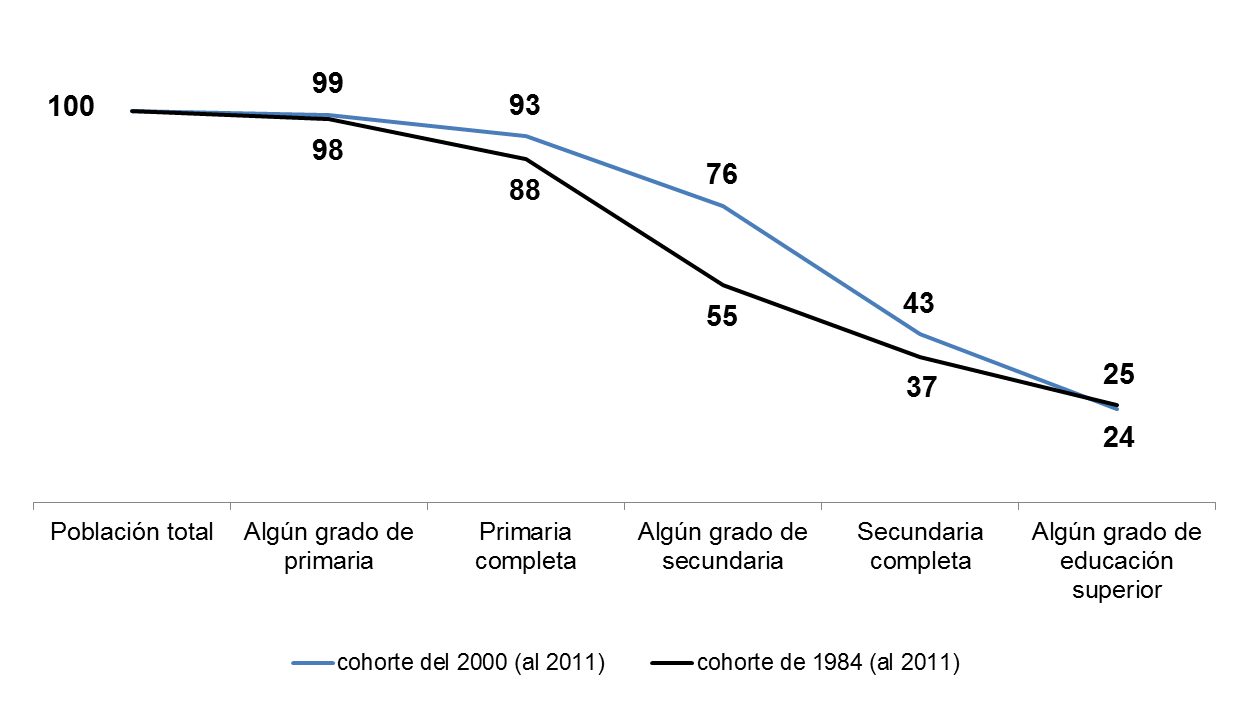 100
99
98
93
88
76
55
43
37
25
24
Población total
Algún grado de
primaria
Primaria
completa
Algún grado de
secundaria
Secundaria
completa
Algún grado de
educación
superior
cohorte del 2000 (al 2011)
cohorte de 1984 (al 2011)